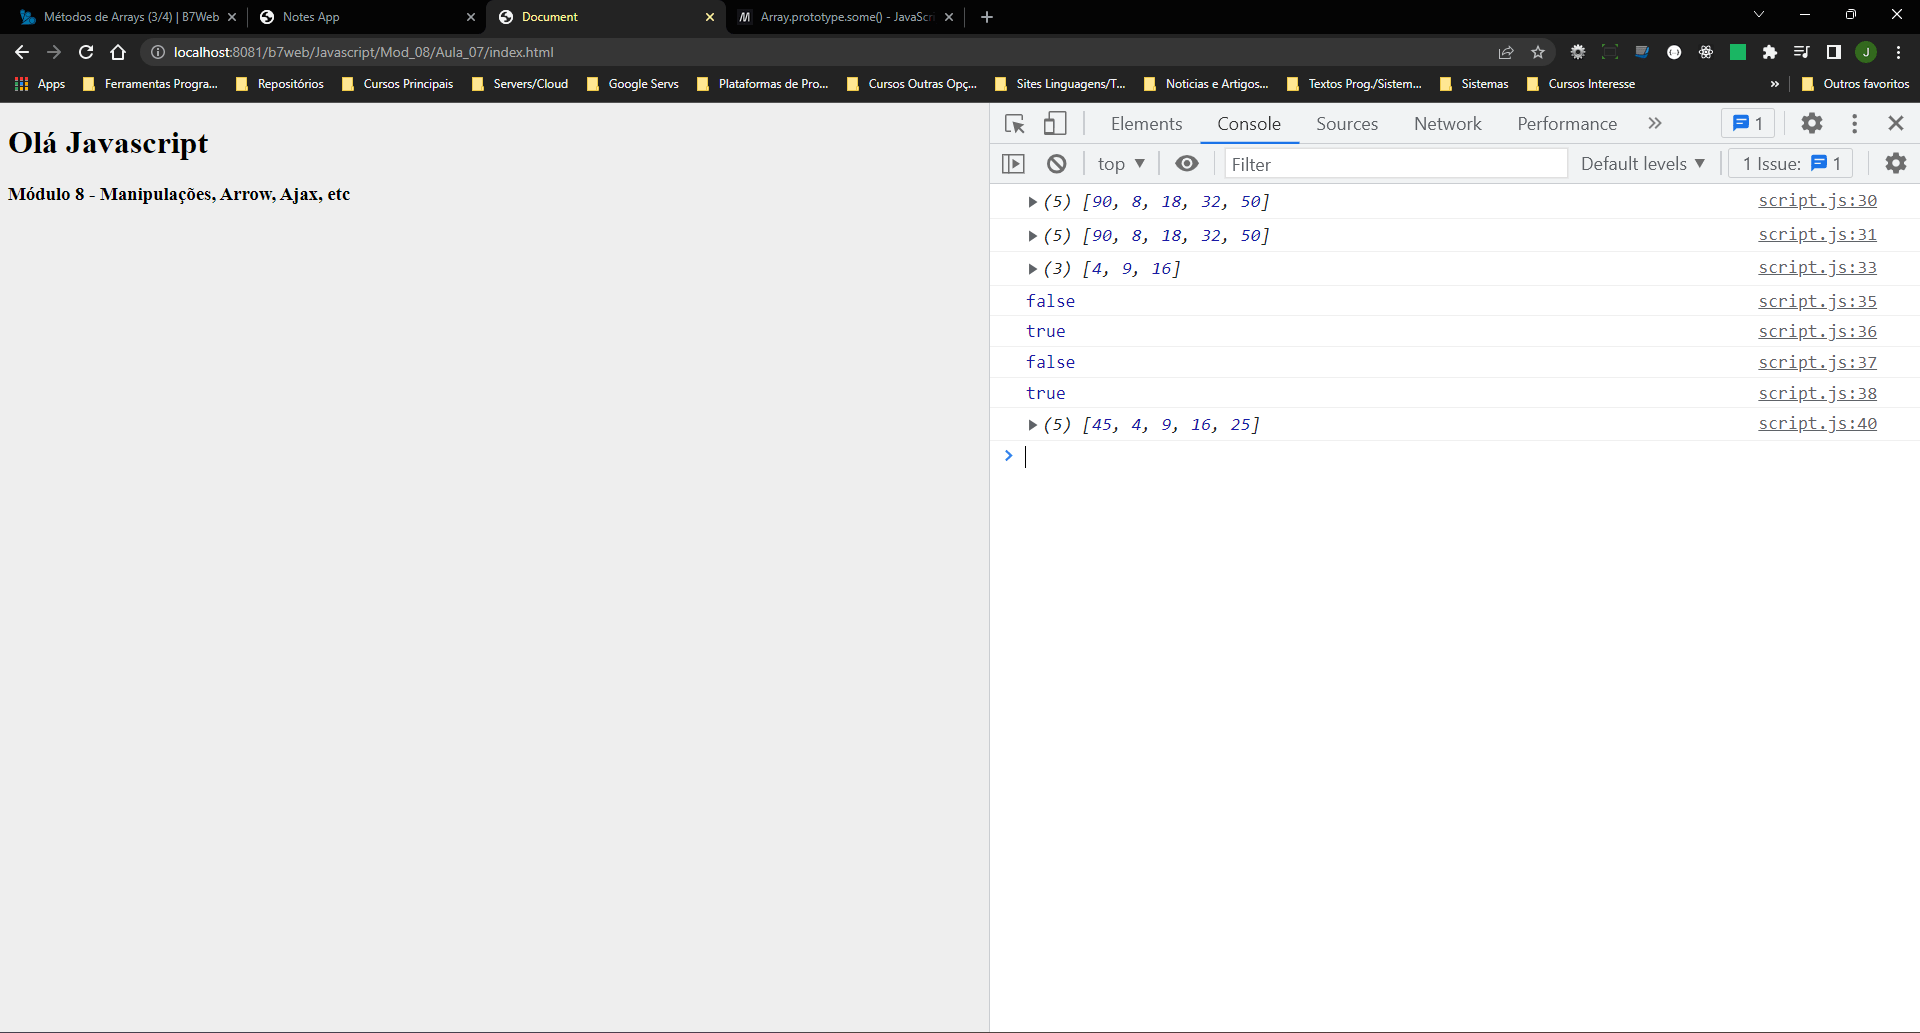 Métodos de Arrays (3/4) | B7Web
Notes App
Document
Array.prototype.some() - JavaScri
localhost:8081/b7web/Javascript/Mod_08/Aula_07/index.html
J
Apps
Ferramentas Progra...
Repositórios
Cursos Principais
Servers/Cloud
Google Servs
Plataformas de Pro...
Cursos Outras Opç...
Sites Linguagens/T...
Noticias e Artigos...
Textos Prog./Sistem...
Sistemas
Cursos Interesse
»
Outros favoritos
Olá Javascript
Módulo 8 - Manipulações, Arrow, Ajax, etc
Elements
Console
Sources
Network
Performance
»
1
top
Filter
Default levels
1 Issue: 1
(5) [90, 8, 18, 32, 50] script.js:30
(5) [90, 8, 18, 32, 50] script.js:31
(3) [4, 9, 16] script.js:33
false script.js:35
true script.js:36
false script.js:37
true script.js:38
(5) [45, 4, 9, 16, 25] script.js:40